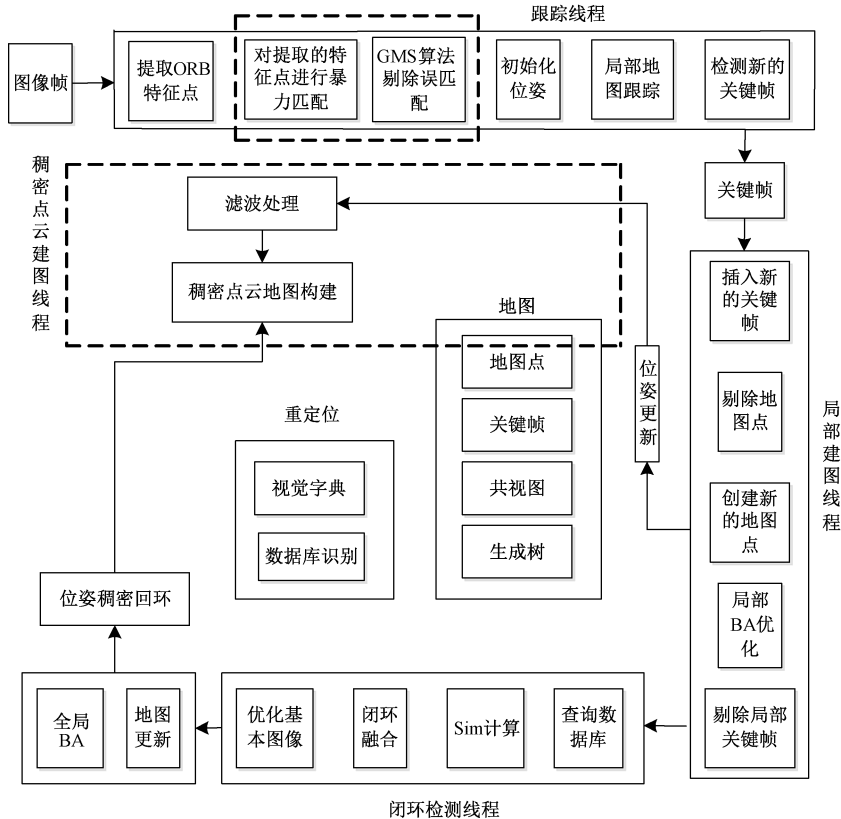 跟踪线程
图像帧
提取ORB
特征点
对提取的特
征点进行暴
力匹配
GMS算法
剔除误匹
配
初始化
位姿
局部地
图跟踪
检测新的
关键帧
关键帧
稠密点云建图线程
滤波处理
稠密点云地图构建
地图
地图点
关键帧
共视图
生成树
位姿更新
插入新
的关键
帧
剔除地
图点
创建新
的地图
点
局部
BA优
化
剔除局部
关键帧
局部建图线程
重定位
视觉字典
数据库识别
位姿稠密回环
全局
BA
地图
更新
优化基
本图像
闭环
融合
Sim计算
查询数
据库
闭环检测线程